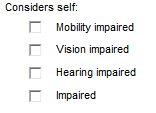 Considers self:
Mobility impaired
Vision impaired
Hearing impaired
Impaired